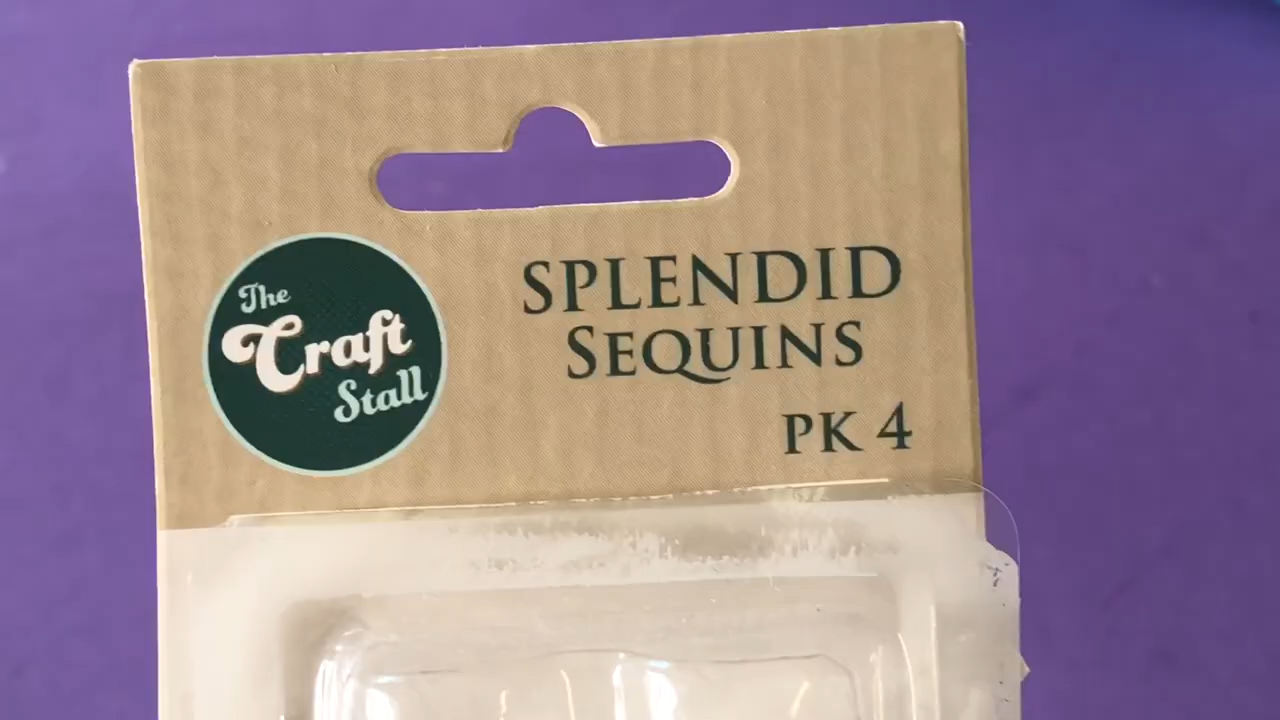 The
Craft
Stall
SPLENDID
SEQUINS
PK 4